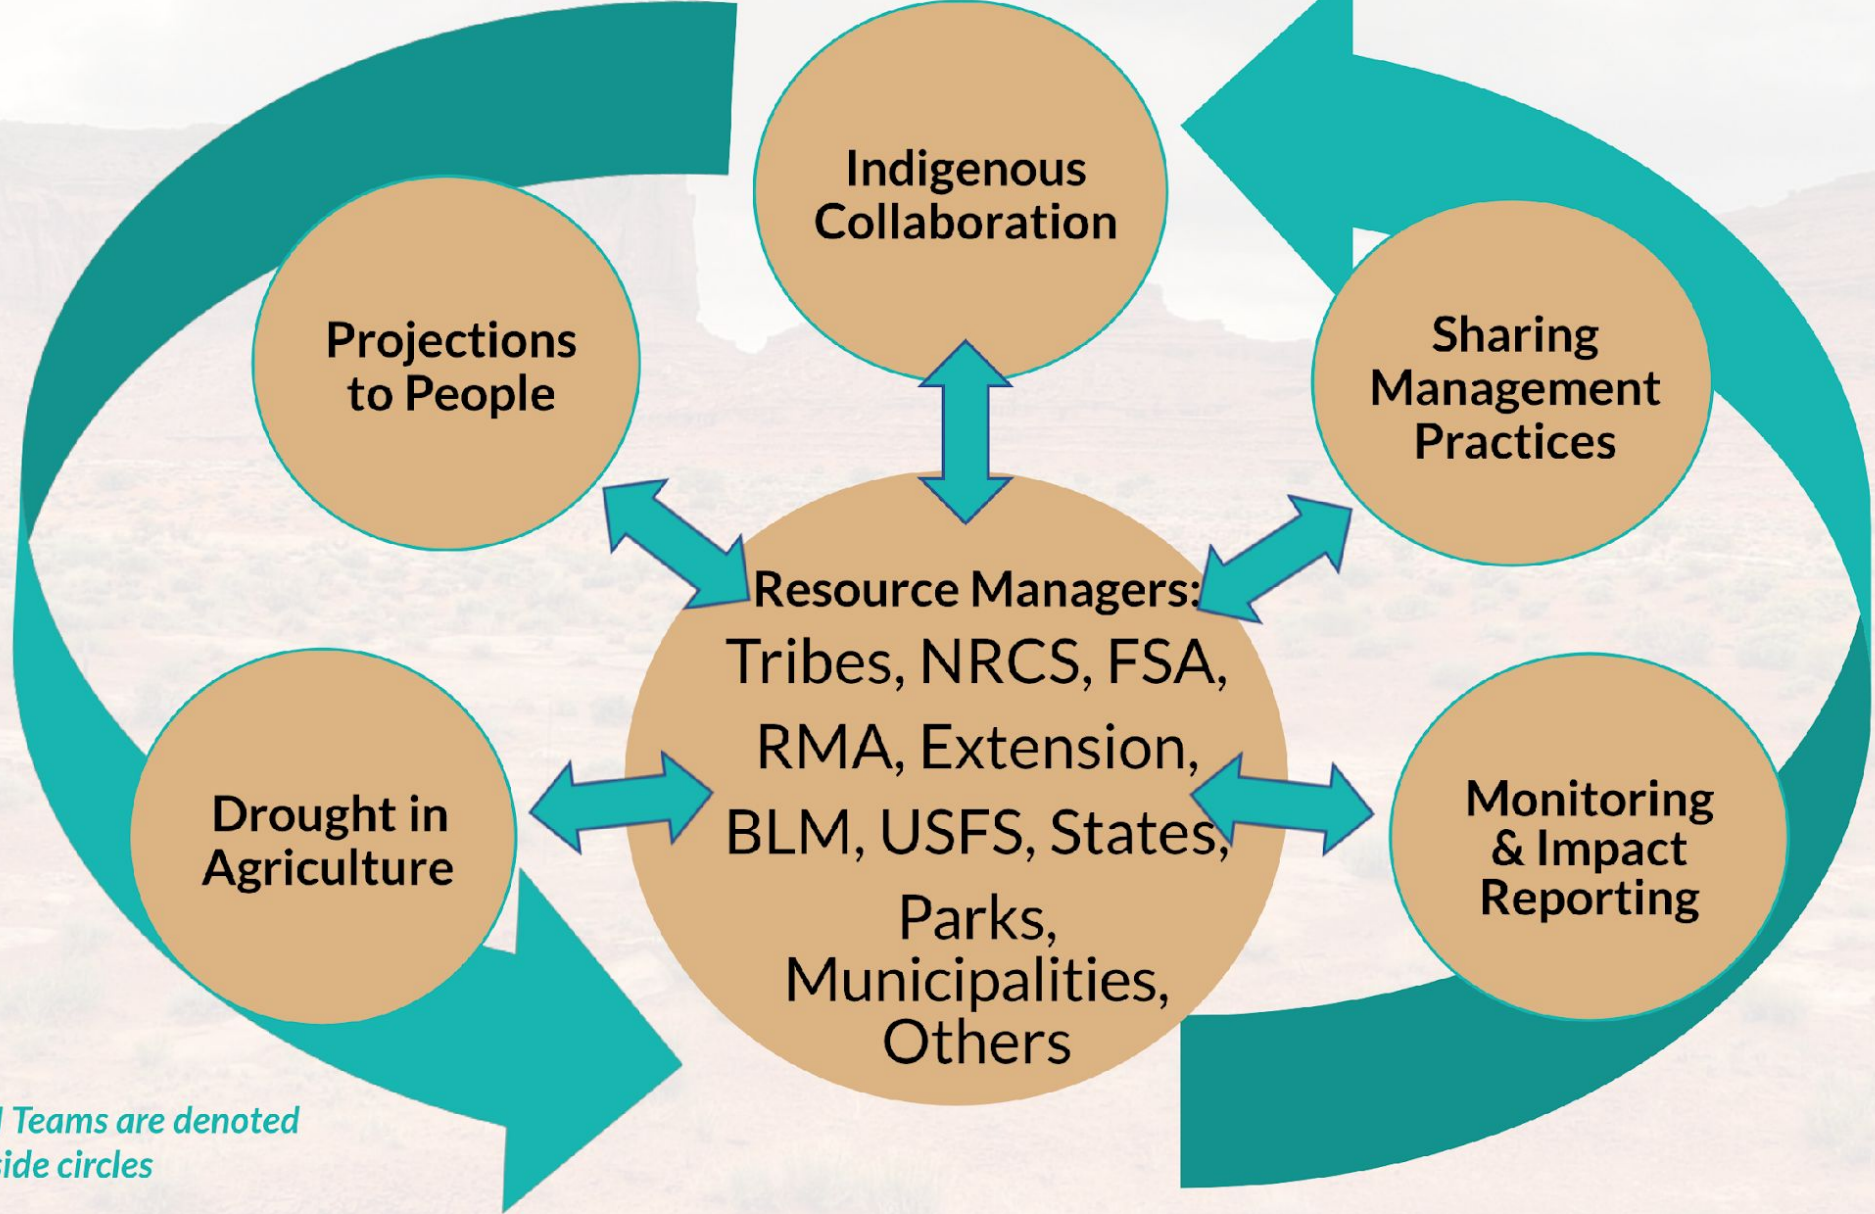 Indigenous
Collaboration
Projections
to People
Sharing
Management
Practices
Resource Managers:
Tribes, NRCS, FSA,
RMA, Extension,
BLM, USFS, States,
Parks,
Municipalities,
Others
Drought in
Agriculture
Monitoring
& Impact
Reporting
Teams are denoted
circles